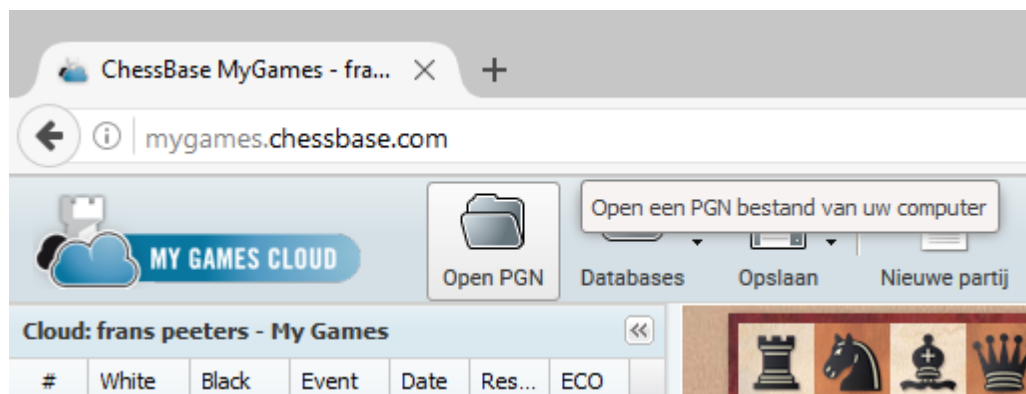 ChessBase MyGames - fra...
mygames.chessbase.com
Open een PGN bestand van uw computer
MY GAMES CLOUD
Open PGN Databases Opslaan Nieuwe partij
Cloud: frans peeters - My Games
# White Black Event Date Res... ECO